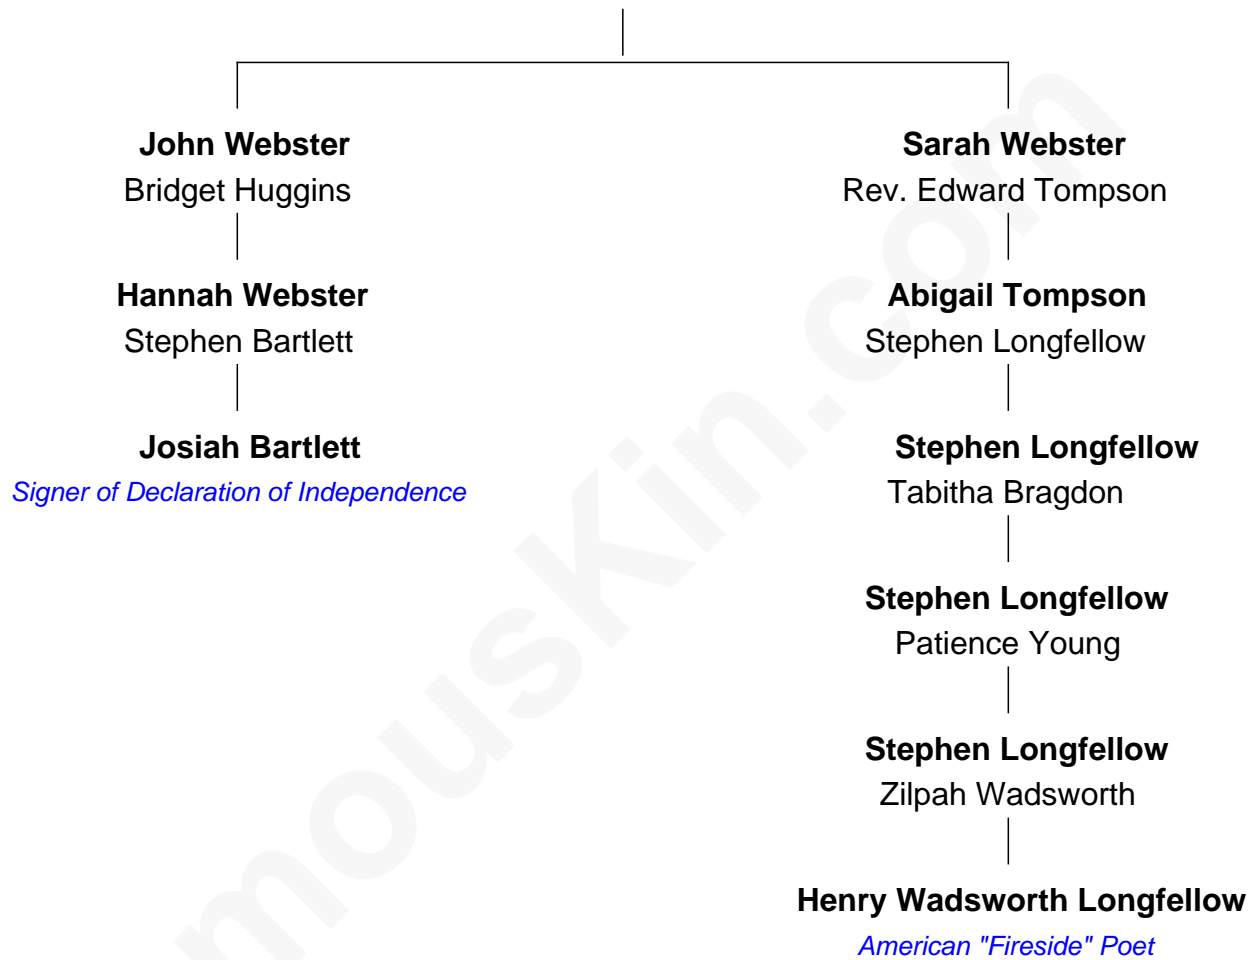 John Webster
Bridget Huggins
Hannah Webster
Stephen Bartlett
Josiah Bartlett
Signer of Declaration of Independence
Sarah Webster
Rev. Edward Tompson
Abigail Tompson
Stephen Longfellow
Stephen Longfellow
Tabitha Bragdon
Stephen Longfellow
Patience Young
Stephen Longfellow
Zilpah Wadsworth
Henry Wadsworth Longfellow
American "Fireside" Poet
mousKin.com